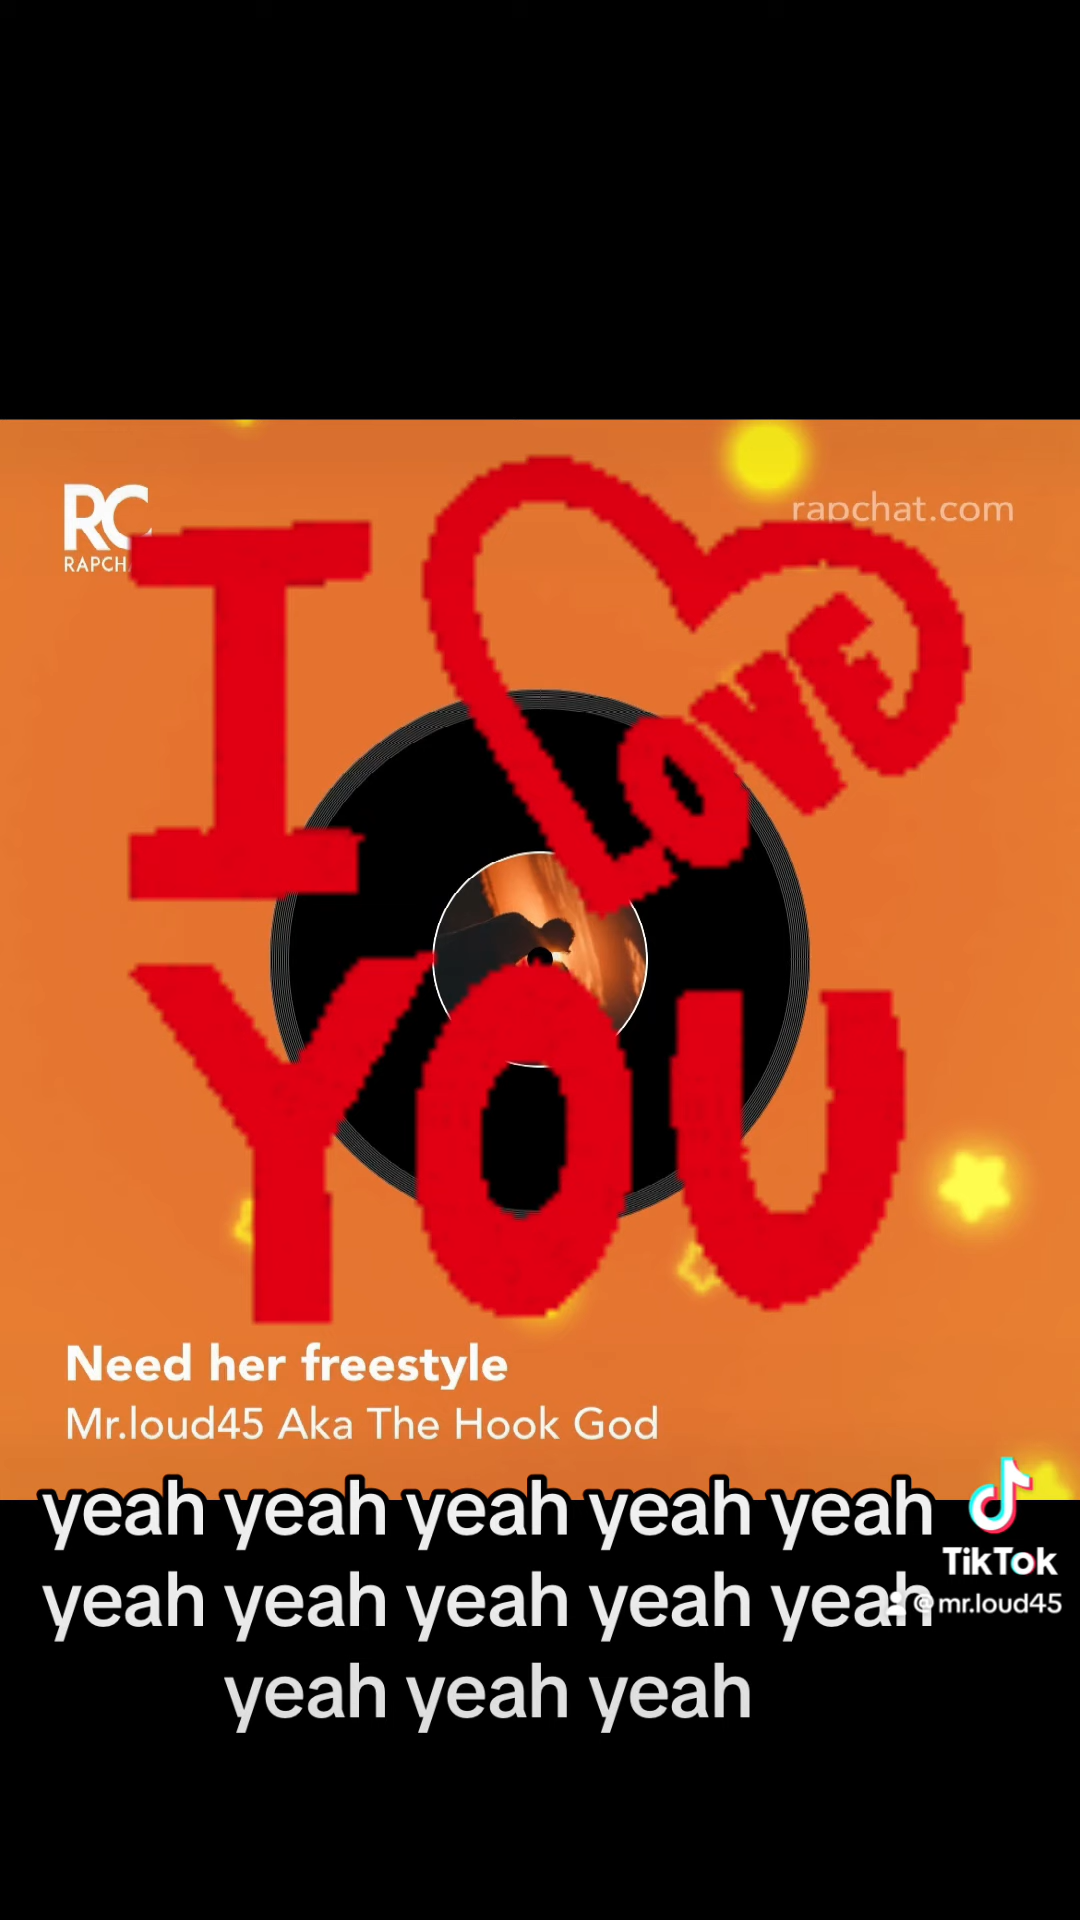 RC
RAPCH
rapchat.com
I LOVE
YOU
Need her freestyle
Mr.loud45 Aka The Hook God
yeah yeah yeah yeah yeah
yeah yeah yeah yeah yeah
yeah yeah yeah
TikTok
@mr.loud45